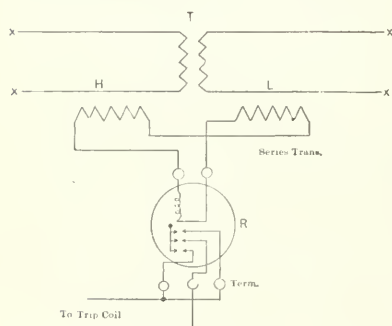 T
x x
H L
x x
Series Trans.
R
Term.
To Trip Coil